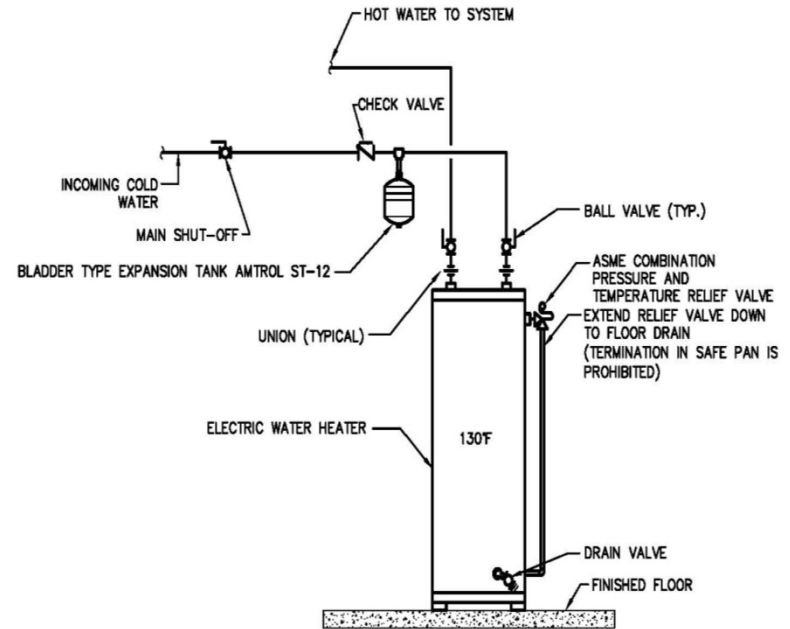 HOT WATER TO SYSTEM
CHECK VALVE
INCOMING COLD
WATER
MAIN SHUT-OFF
BLADDER TYPE EXPANSION TANK AMTROL ST-12
BALL VALVE (TYP.)
ASME COMBINATION
PRESSURE AND
TEMPERATURE RELIEF VALVE
EXTEND RELIEF VALVE DOWN
TO FLOOR DRAIN
(TERMINATION IN SAFE PAN IS
PROHIBITED)
UNION (TYPICAL)
ELECTRIC WATER HEATER
130°F
DRAIN VALVE
FINISHED FLOOR